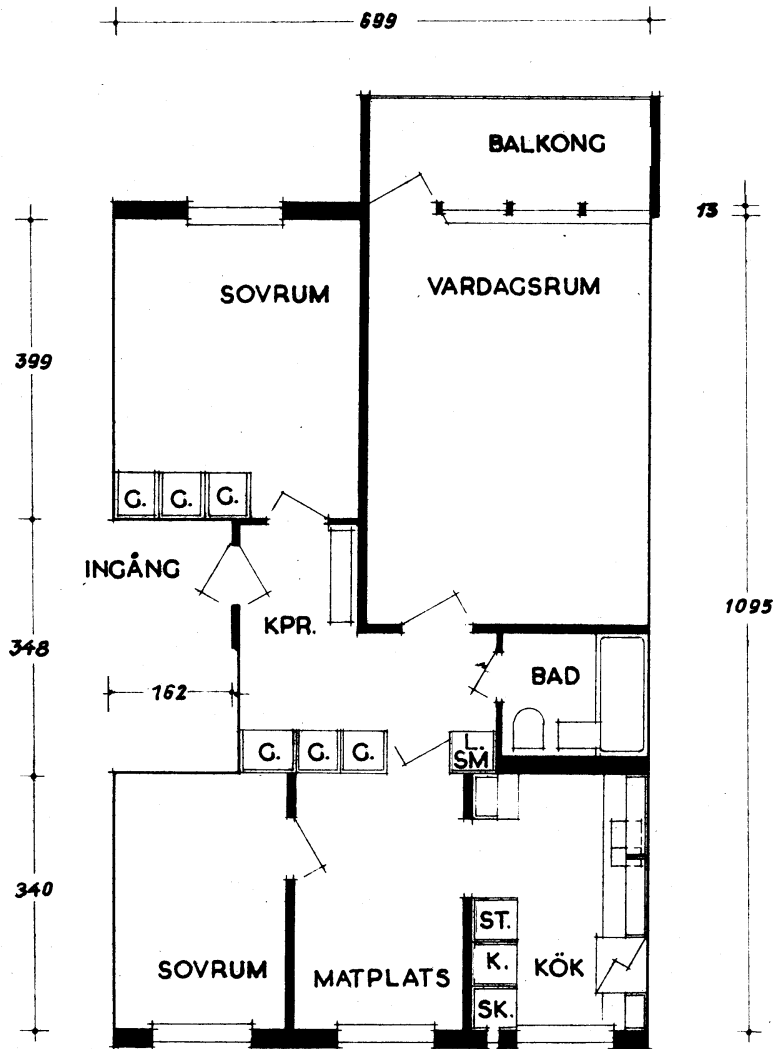 699
BALKONG
13
SOVRUM
VARDAGSRUM
399
G. G. G.
INGÅNG
KPR.
1095
348
BAD
162
G. G. G.
L.
SM
340
ST.
K.
SK.
KÖK
SOVRUM
MATPLATS